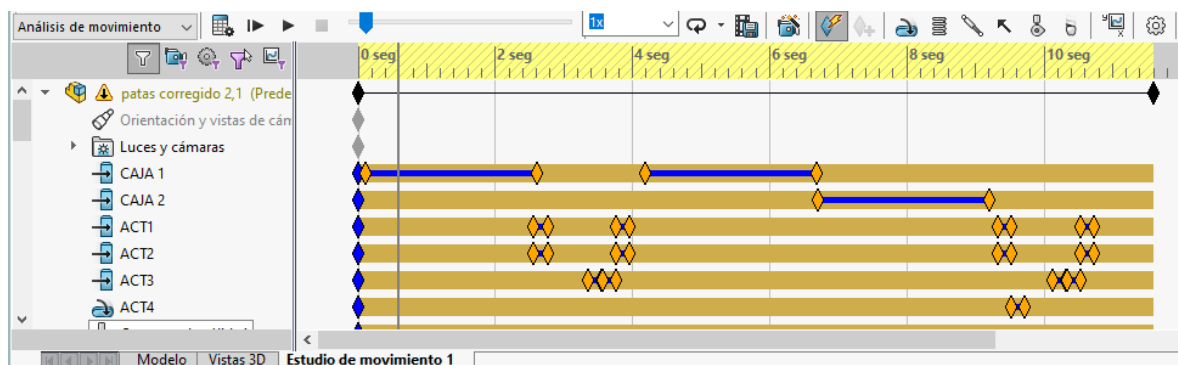 Análisis de movimiento
1x
0 seg 2 seg 4 seg 6 seg 8 seg 10 seg
patas corregido 2,1 (Prede
Orientación y vistas de cán
Luces y cámaras
CAJA 1
CAJA 2
ACT1
ACT2
ACT3
ACT4
Modelo Vistas 3D Estudio de movimiento 1